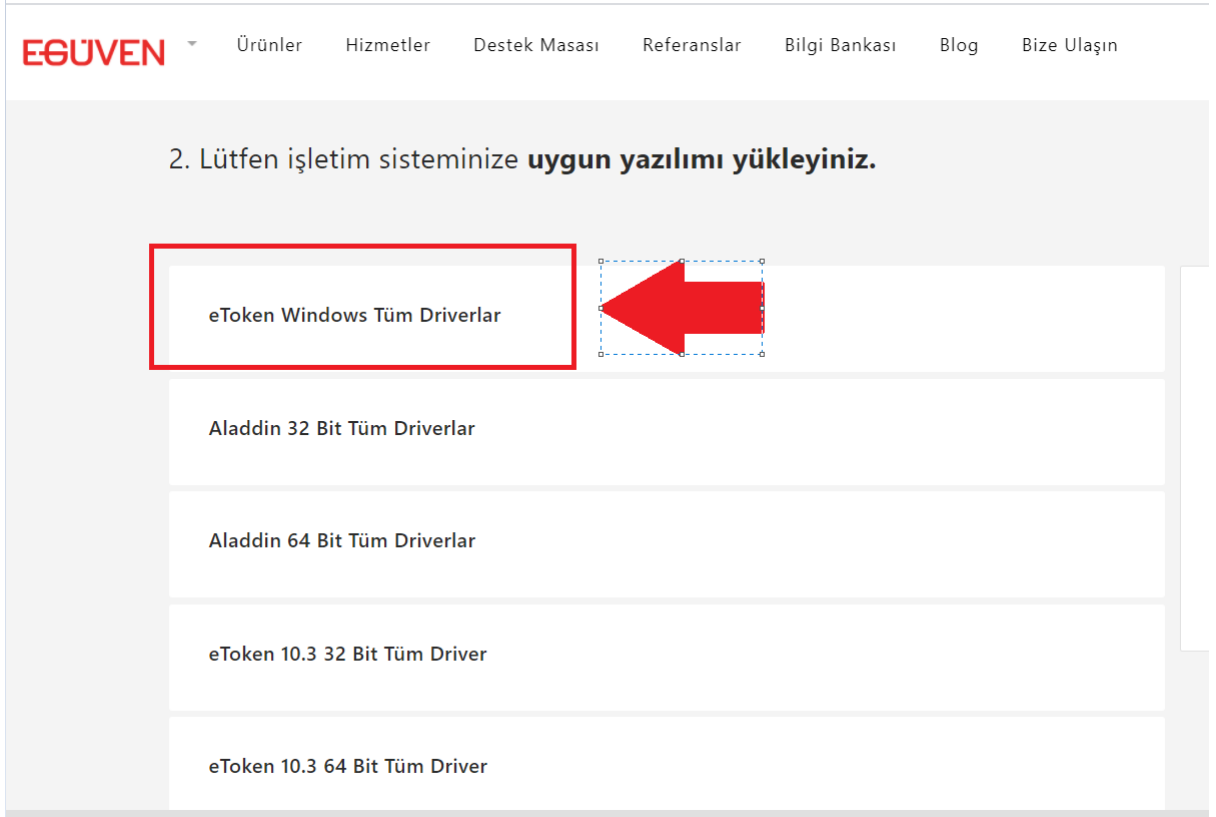 EGÜVEN
Ürünler Hizmetler Destek Masası Referanslar Bilgi Bankası Blog Bize Ulaşın
2. Lütfen işletim sisteminize uygun yazılımı yükleyiniz.
eToken Windows Tüm Driverlar
Aladdin 32 Bit Tüm Driverlar
Aladdin 64 Bit Tüm Driverlar
eToken 10.3 32 Bit Tüm Driver
eToken 10.3 64 Bit Tüm Driver